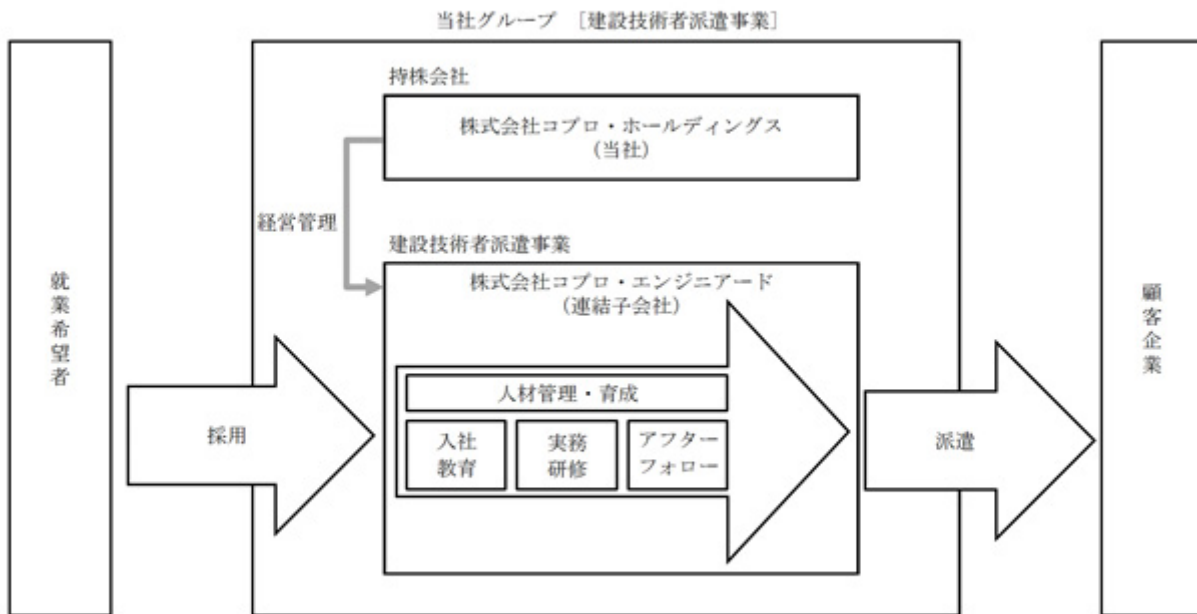 当社グループ ［建設技術者派遣事業］
持株会社
株式会社コプロ・ホールディングス
（当社）
経営管理
建設技術者派遣事業
株式会社コプロ・エンジニアード
（連結子会社）
就業希望者
採用
人材管理・育成
入社
教育
実務
研修
アフター
フォロー
派遣
顧客企業